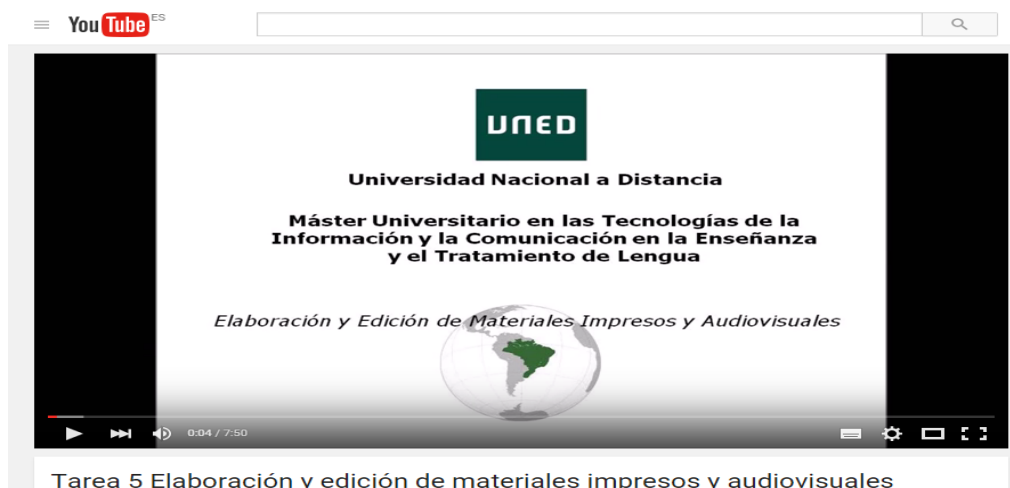 YouTube ES
UNED
Universidad Nacional a Distancia
Máster Universitario en las Tecnologías de la
Información y la Comunicación en la Enseñanza
y el Tratamiento de Lengua
Elaboración y Edición de Materiales Impresos y Audiovisuales
0:04 / 7:50
Tarea 5 Elaboración y edición de materiales impresos y audiovisuales